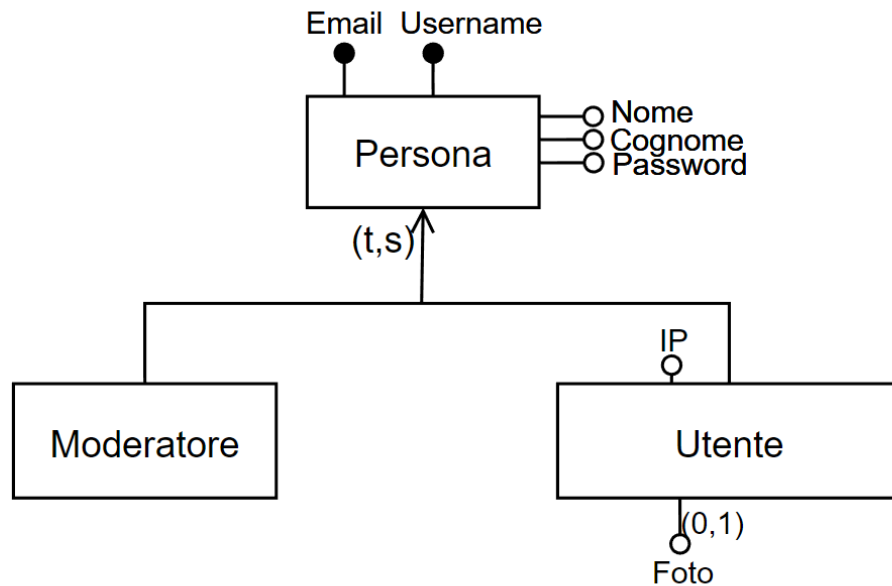 Email Username
Persona
Nome
Cognome
Password
(t,s)
IP
Moderatore
Utente
(0,1)
Foto